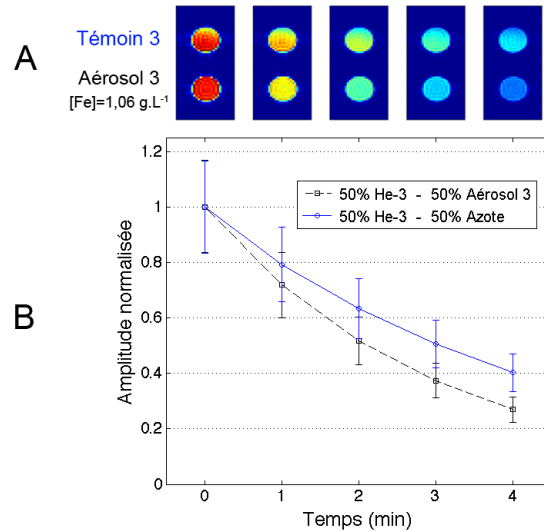 A
Témoin 3
Aérosol 3
[Fe]=1,06 g.L-1
B
Amplitude normalisée
1.2
1
0.8
0.6
0.4
0.2
0
50% He-3 - 50% Aérosol 3
50% He-3 - 50% Azote
0 1 2 3 4
Temps (min)